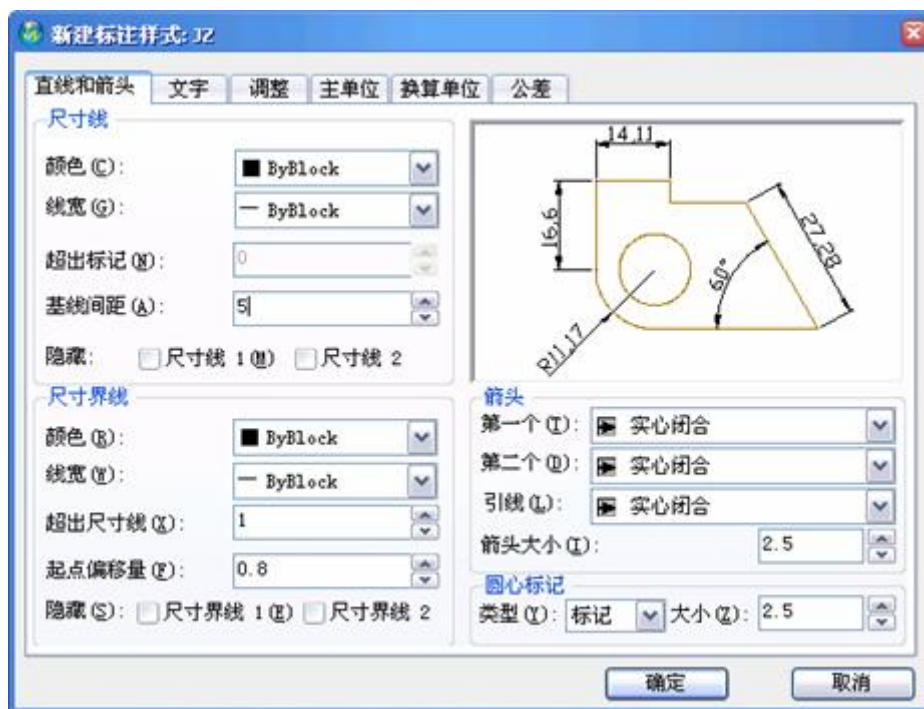 新建标注样式: JZ
直线和箭头 文字 调整 主单位 换算单位 公差
尺寸线
颜色(C): ByBlock
线宽(G): ByBlock
超出标记(N): 0
基线间距(A): 5
隐藏: 尺寸线 1(M) 尺寸线 2
尺寸界线
颜色(R): ByBlock
线宽(W): ByBlock
超出尺寸线(X): 1
起点偏移量(F): 0.8
隐藏(S): 尺寸界线 1(E) 尺寸界线 2
14,11
16,6
27,28
60°
R11,17
箭头
第一个(T): 实心闭合
第二个(D): 实心闭合
引线(L): 实心闭合
箭头大小(I): 2.5
圆心标记
类型(Y): 标记 大小(Z): 2.5
确定 取消